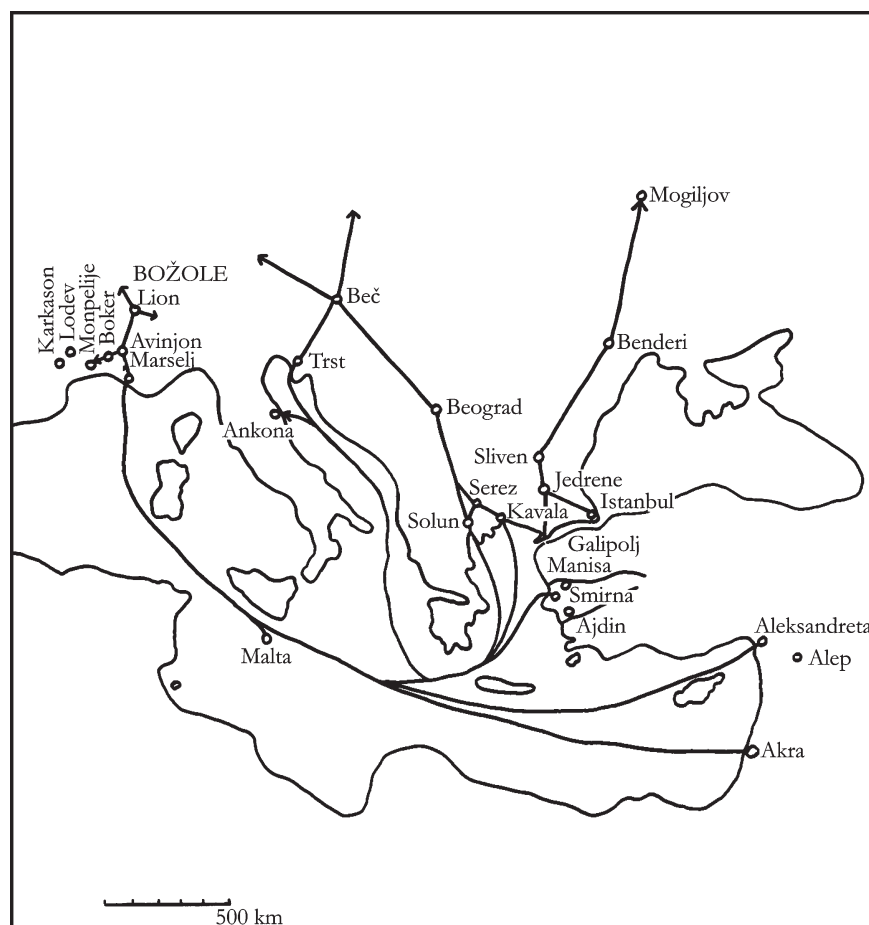 Mogiljov
BOŽOLE
Lion
Karkason
Lodev
Monpelije
Boker
Avinjon
Marselj
Beč
Trst
Benderi
Beograd
Ankona
Sliven
Jedrene
Serez
Istanbul
Solun
Kavala
Galipolj
Manisa
Smirna
Ajdin
Aleksandreta
Malta
Alep
Akra
500 km